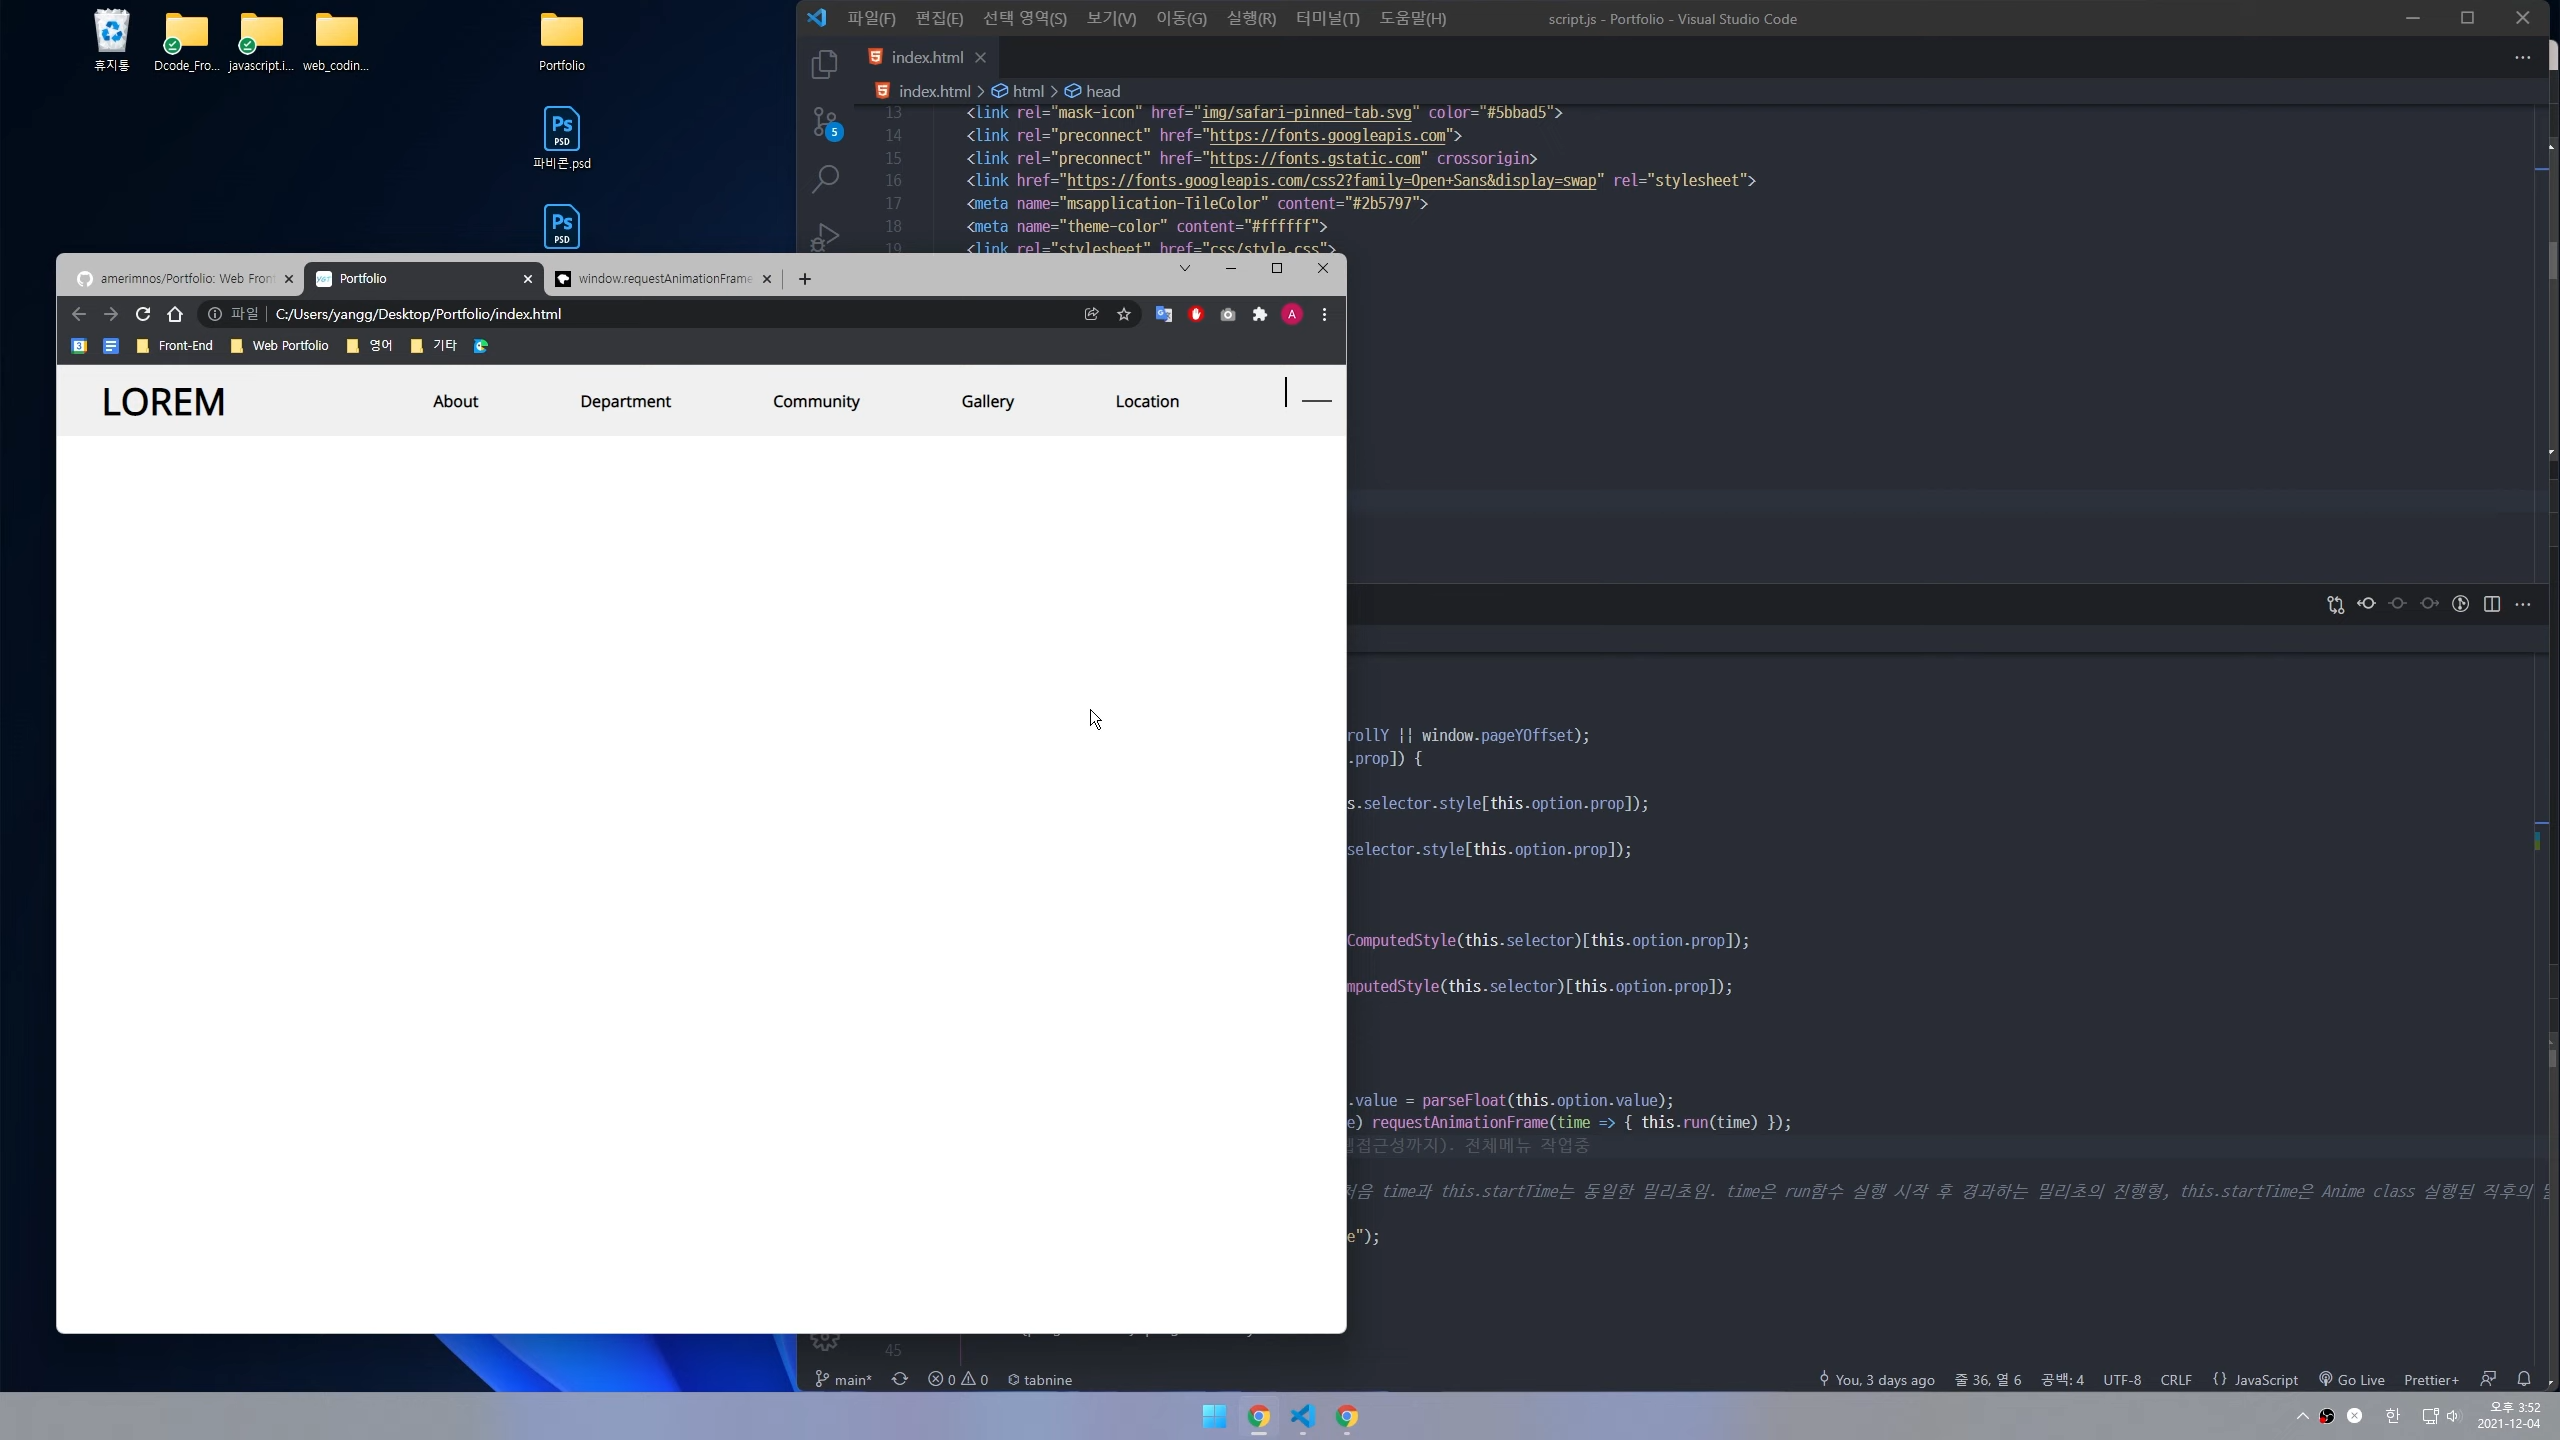 휴지통
Dcode_Fro...
javascript.i...
web_codin...
Portfolio
파비콘.psd
파일(F) 편집(E) 선택 영역(S) 보기(V) 이동(G) 실행(R) 터미널(T) 도움말(H)
script.js - Portfolio - Visual Studio Code
index.html
index.html > html > head
5
13 <link rel="mask-icon" href="img/safari-pinned-tab.svg" color="#5bbad5">
14 <link rel="preconnect" href="https://fonts.googleapis.com">
15 <link rel="preconnect" href="https://fonts.gstatic.com" crossorigin>
16 <link href="https://fonts.googleapis.com/css2?family=Open+Sans&display=swap" rel="stylesheet">
17 <meta name="msapplication-TileColor" content="#2b5797">
18 <meta name="theme-color" content="#ffffff">
19 <link rel="stylesheet" href="css/style.css">
amerimnos/Portfolio: Web Front
Portfolio
window.requestAnimationFrame
파일 C:/Users/yangg/Desktop/Portfolio/index.html
A
Front-End Web Portfolio 영어 기타
LOREM
About Department Community Gallery Location
rollY || window.pageYOffset);
.prop]) {
s.selector.style[this.option.prop]);
selector.style[this.option.prop]);
ComputedStyle(this.selector)[this.option.prop]);
mputedStyle(this.selector)[this.option.prop]);
.value = parseFloat(this.option.value);
e) requestAnimationFrame(time => { this.run(time) });
웹접근성까지). 전체메뉴 작업중
처음 time과 this.startTime는 동일한 밀리초임. time은 run함수 실행 시작 후 경과하는 밀리초의 진행형, this.startTime은 Anime class 실행된 직후의
e");
45
main* 0 0 tabnine
You, 3 days ago 줄 36, 열 6 공백: 4 UTF-8 CRLF {} JavaScript Go Live Prettier+
한
오후 3:52
2021-12-04